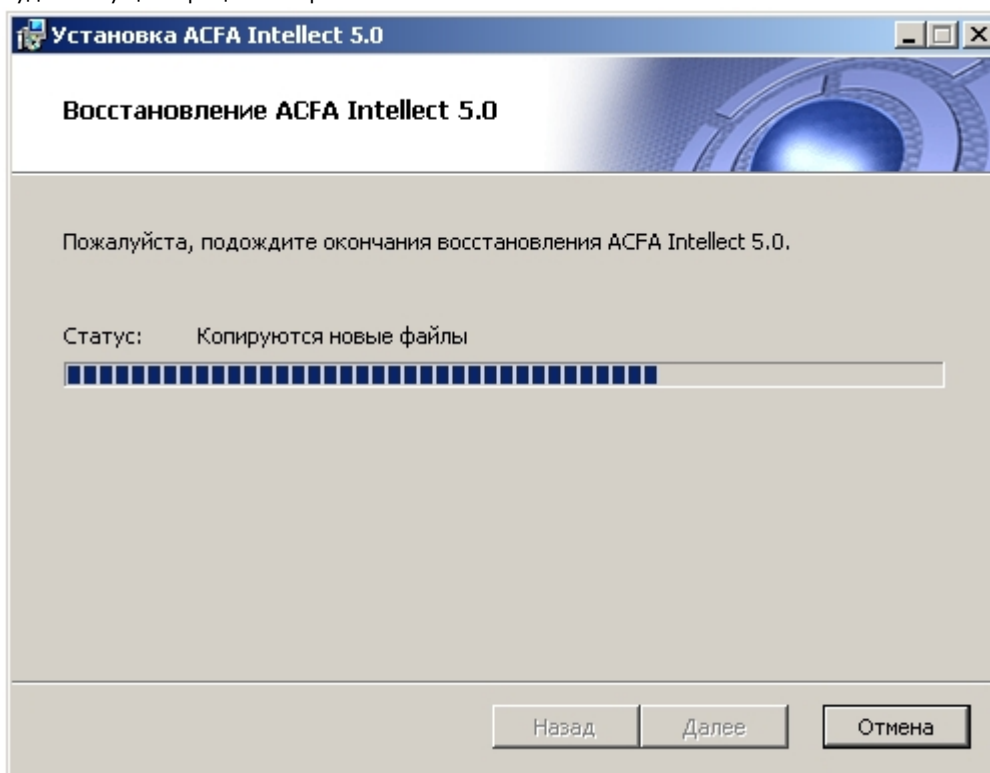 Установка ACFA Intellect 5.0
Восстановление ACFA Intellect 5.0
Пожалуйста, подождите окончания восстановления ACFA Intellect 5.0.
Статус: Копируются новые файлы
Назад Далее Отмена